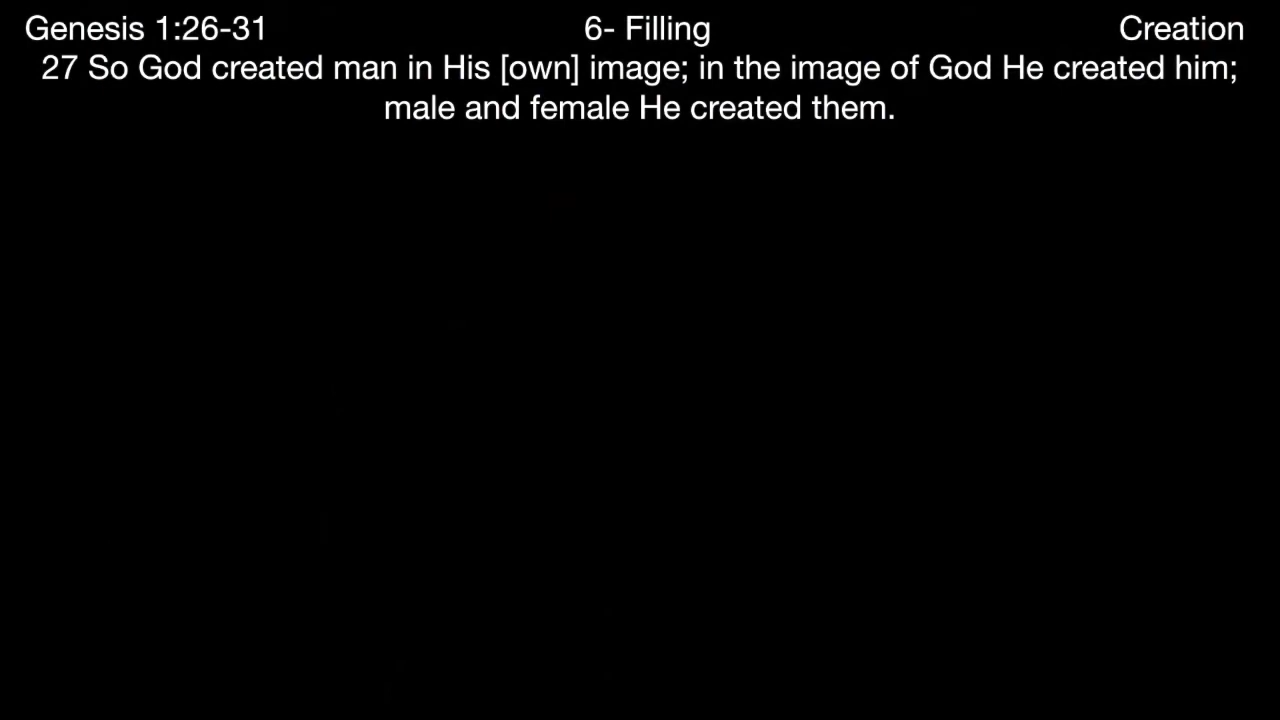 Genesis 1:26-31 6- Filling Creation
27 So God created man in His [own] image; in the image of God He created him;
male and female He created them.